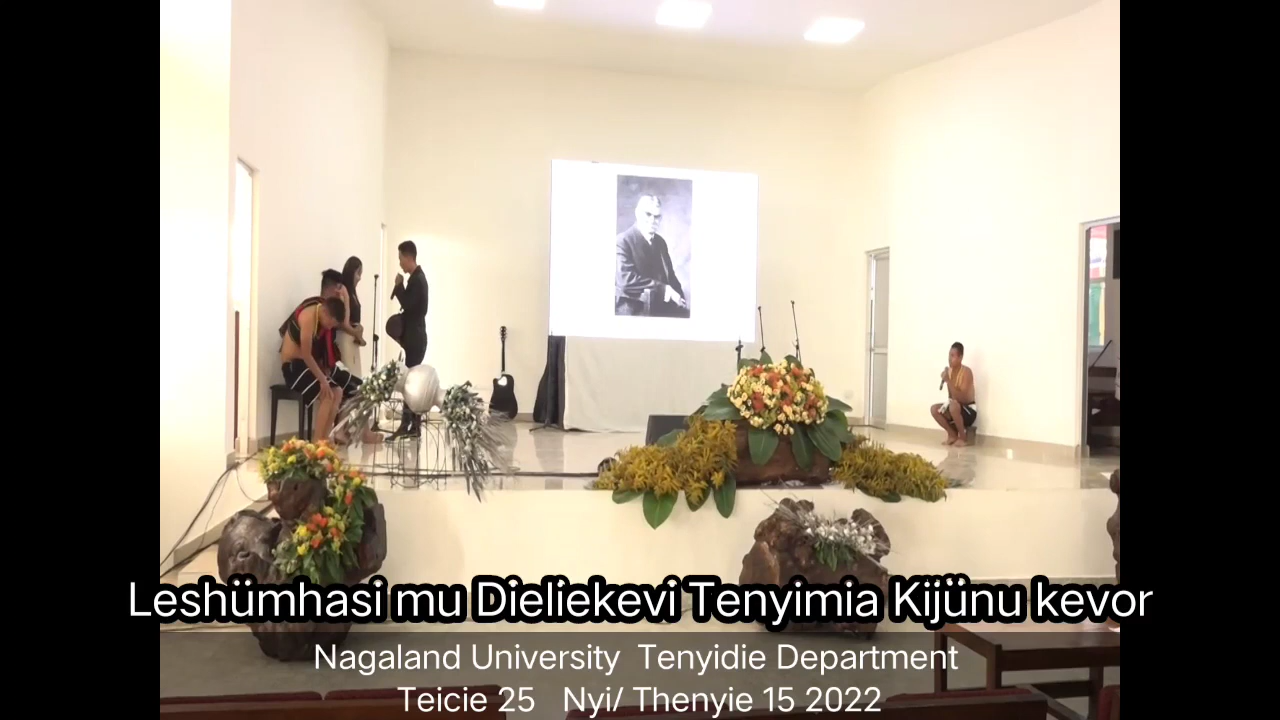 Leshümhasi mu Dieliekevi Tenyimia Kijünu kevor
Nagaland University Tenyidie Department
Teicie 25 Nyi/ Thenyie 15 2022